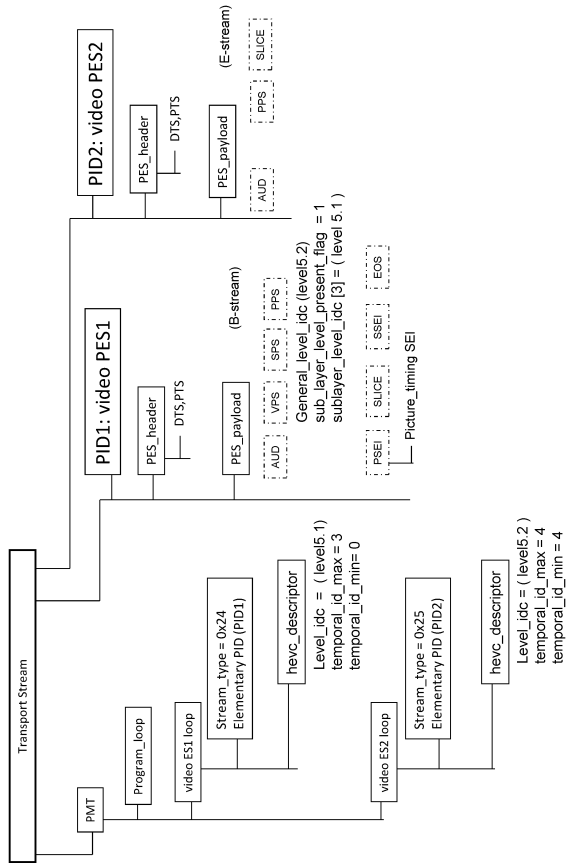 Transport Stream
PMT
Program_loop
video ES1 loop
Stream_type = 0x24
Elementary PID (PID1)
hevc_descriptor
Level_idc = ( level5.1)
temporal_id_max = 3
temporal_id_min= 0
video ES2 loop
Stream_type = 0x25
Elementary PID (PID2)
hevc_descriptor
Level_idc = ( level5.2 )
temporal_id_max = 4
temporal_id_min = 4
PID1: video PES1
PES_header
DTS,PTS
PES_payload
(B-stream)
AUD
VPS
SPS
PPS
General_level_idc (level5.2)
sub_layer_level_present_flag = 1
sublayer_level_idc [3] = ( level 5.1 )
PSEI
SLICE
SSEI
EOS
Picture_timing SEI
PID2: video PES2
PES_header
DTS,PTS
PES_payload
(E-stream)
AUD
PPS
SLICE